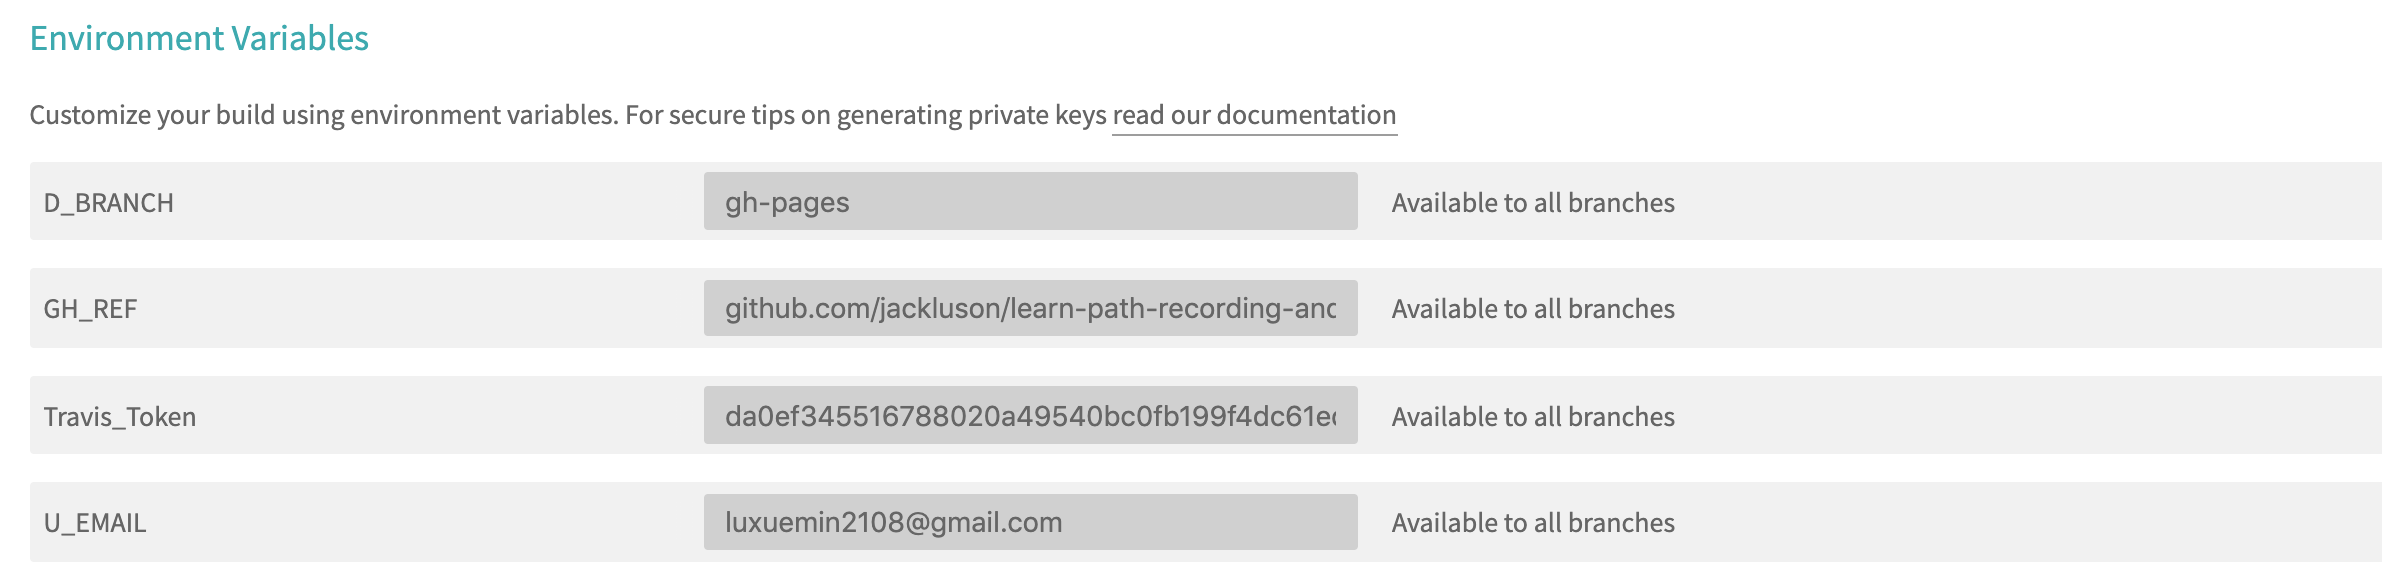 Environment Variables
Customize your build using environment variables. For secure tips on generating private keys read our documentation
D_BRANCH gh-pages Available to all branches
GH_REF github.com/jackluson/learn-path-recording-and Available to all branches
Travis_Token da0ef345516788020a49540bc0fb199f4dc61e Available to all branches
U_EMAIL luxuemin2108@gmail.com Available to all branches